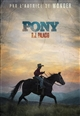 PAR L'AUTRICE DE WONDER
PONY
R.J. PALACIO